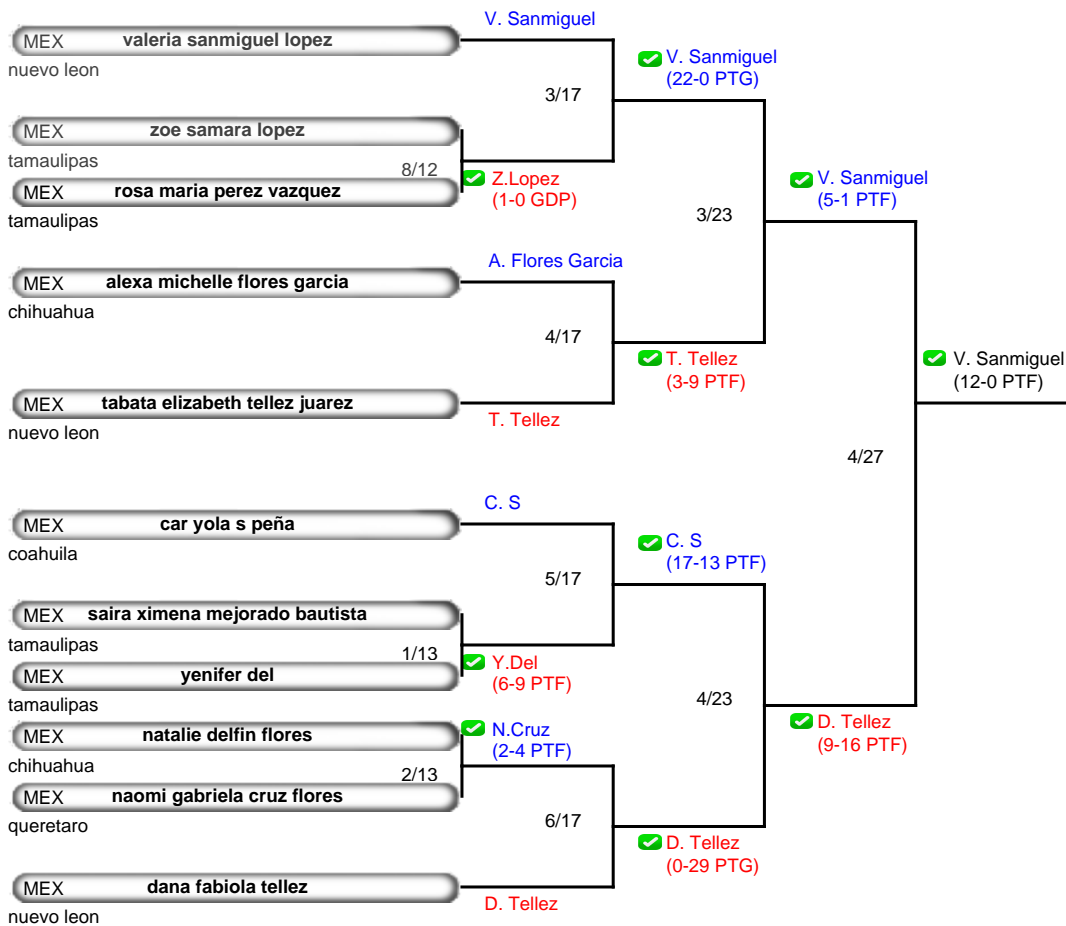 V. Sanmiguel
MEX valeria sanmiguel lopez
nuevo leon
V. Sanmiguel
(22-0 PTG)
3/17
MEX zoe samara lopez
tamaulipas
8/12
Z.Lopez
(1-0 GDP)
MEX rosa maria perez vazquez
tamaulipas
V. Sanmiguel
(5-1 PTF)
3/23
A. Flores Garcia
MEX alexa michelle flores garcia
chihuahua
4/17
T. Tellez
(3-9 PTF)
V. Sanmiguel
(12-0 PTF)
MEX tabata elizabeth tellez juarez
T. Tellez
nuevo leon
4/27
C. S
MEX car yola s peña
coahuila
C. S
(17-13 PTF)
5/17
MEX saira ximena mejorado bautista
tamaulipas
1/13
Y.Del
(6-9 PTF)
MEX yenifer del
tamaulipas
4/23
N.Cruz
(2-4 PTF)
MEX natalie delfin flores
chihuahua
2/13
D. Tellez
(9-16 PTF)
MEX naomi gabriela cruz flores
queretaro
6/17
D. Tellez
(0-29 PTG)
MEX dana fabiola tellez
D. Tellez
nuevo leon